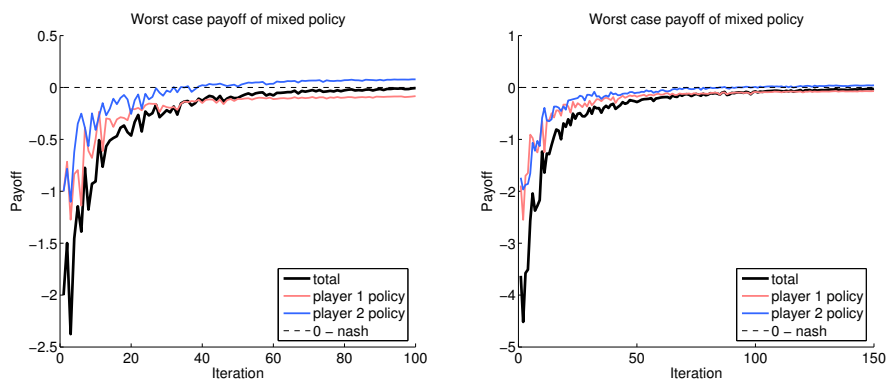 Worst case payoff of mixed policy
0.5
0
−0.5
−1
−1.5
−2
−2.5
Payoff
0 20 40 60 80 100
Iteration
total
player 1 policy
player 2 policy
0 − nash
Worst case payoff of mixed policy
1
0
−1
−2
−3
−4
−5
Payoff
0 50 100 150
Iteration
total
player 1 policy
player 2 policy
0 − nash